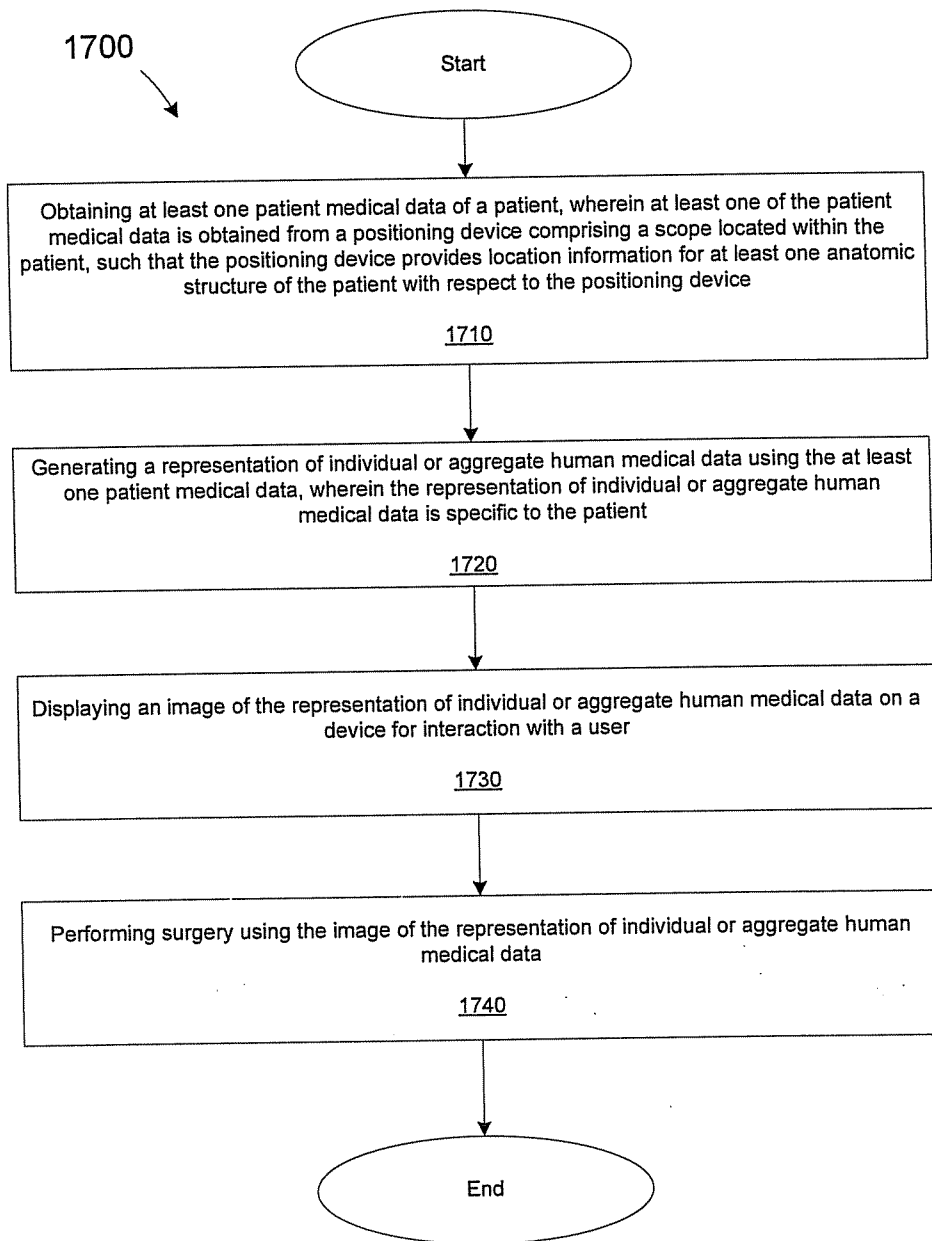 1700
Start
Obtaining at least one patient medical data of a patient, wherein at least one of the patient
medical data is obtained from a positioning device comprising a scope located within the
patient, such that the positioning device provides location information for at least one anatomic
structure of the patient with respect to the positioning device
1710
Generating a representation of individual or aggregate human medical data using the at least
one patient medical data, wherein the representation of individual or aggregate human
medical data is specific to the patient
1720
Displaying an image of the representation of individual or aggregate human medical data on a
device for interaction with a user
1730
Performing surgery using the image of the representation of individual or aggregate human
medical data
1740
End